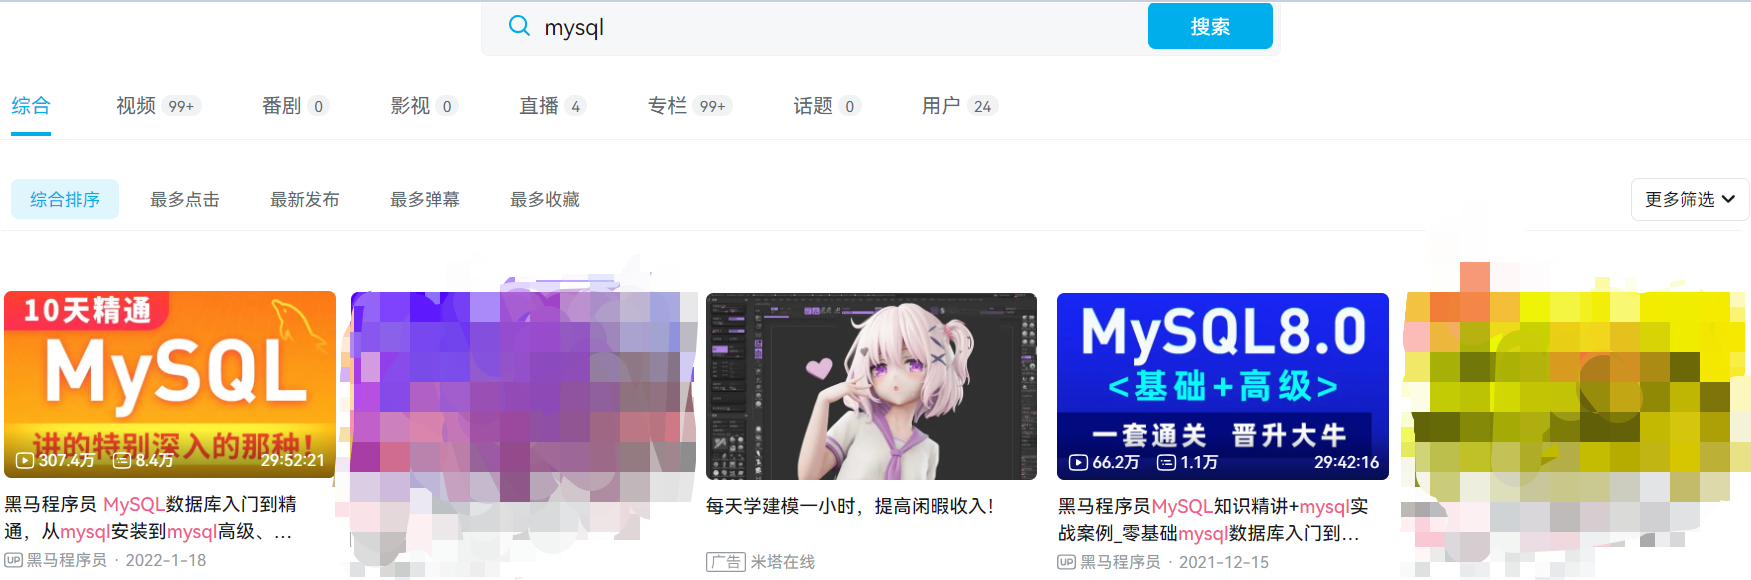 mysql
搜索
综合
视频 99+
番剧 0
影视 0
直播 4
专栏 99+
话题 0
用户 24
综合排序
最多点击
最新发布
最多弹幕
最多收藏
更多筛选
10天精通
MySQL
讲的特别深入的那种!
307.4万 8.4万 29:52:21
黑马程序员 MySQL数据库入门到精
通，从mysql安装到mysql高级、...
UP 黑马程序员 · 2022-1-18
每天学建模一小时，提高闲暇收入！
广告 米塔在线
MySQL8.0
<基础+高级>
一套通关 晋升大牛
66.2万 1.1万 29:42:16
黑马程序员MySQL知识精讲+mysql实
战案例_零基础mysql数据库入门到...
UP 黑马程序员 · 2021-12-15